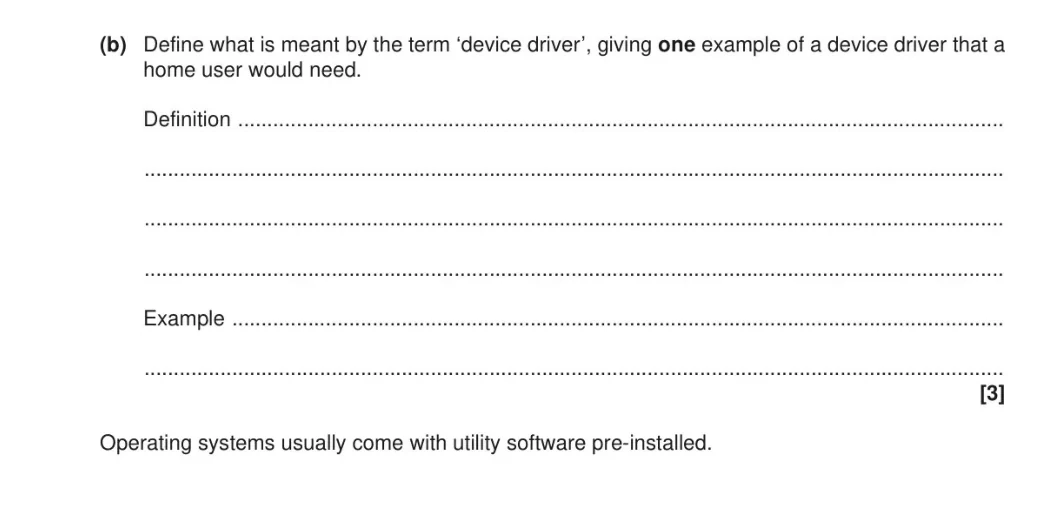 (b) Define what is meant by the term ‘device driver’, giving one example of a device driver that a
home user would need.
Definition ....................................................................................................................................
....................................................................................................................................................
....................................................................................................................................................
....................................................................................................................................................
Example .....................................................................................................................................
....................................................................................................................................................
[3]
Operating systems usually come with utility software pre-installed.